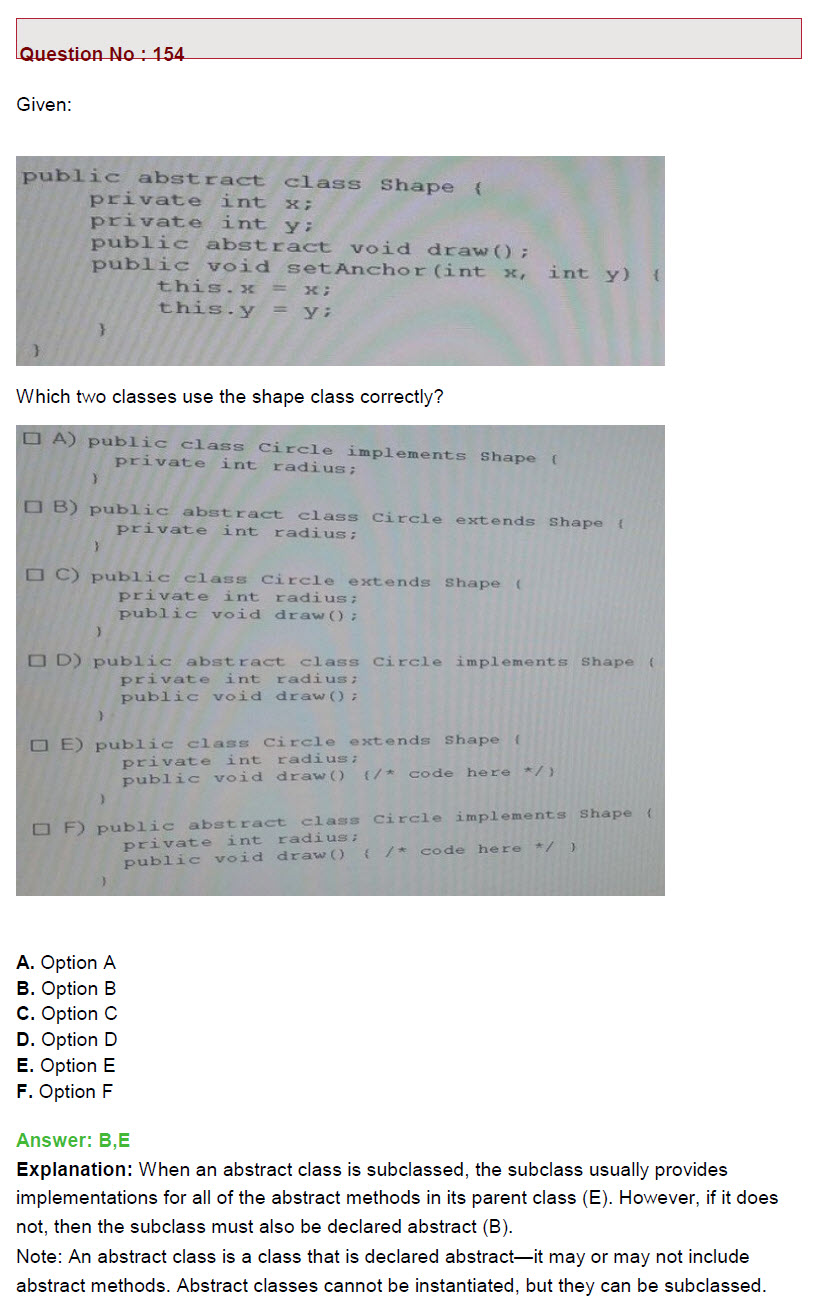 Question No : 154
Given:
public abstract class Shape {
private int x;
private int y;
public abstract void draw();
public void setAnchor(int x, int y) {
this.x = x;
this.y = y;
}
}
Which two classes use the shape class correctly?
A) public class Circle implements Shape {
private int radius;
}
B) public abstract class Circle extends Shape {
private int radius;
}
C) public class Circle extends Shape {
private int radius;
public void draw();
}
D) public abstract class Circle implements Shape {
private int radius;
public void draw();
}
E) public class Circle extends Shape {
private int radius;
public void draw() {/* code here */}
}
F) public abstract class Circle implements Shape {
private int radius;
public void draw() { /* code here */ }
}
A. Option A
B. Option B
C. Option C
D. Option D
E. Option E
F. Option F
Answer: B,E
Explanation: When an abstract class is subclassed, the subclass usually provides
implementations for all of the abstract methods in its parent class (E). However, if it does
not, then the subclass must also be declared abstract (B).
Note: An abstract class is a class that is declared abstract—it may or may not include
abstract methods. Abstract classes cannot be instantiated, but they can be subclassed.